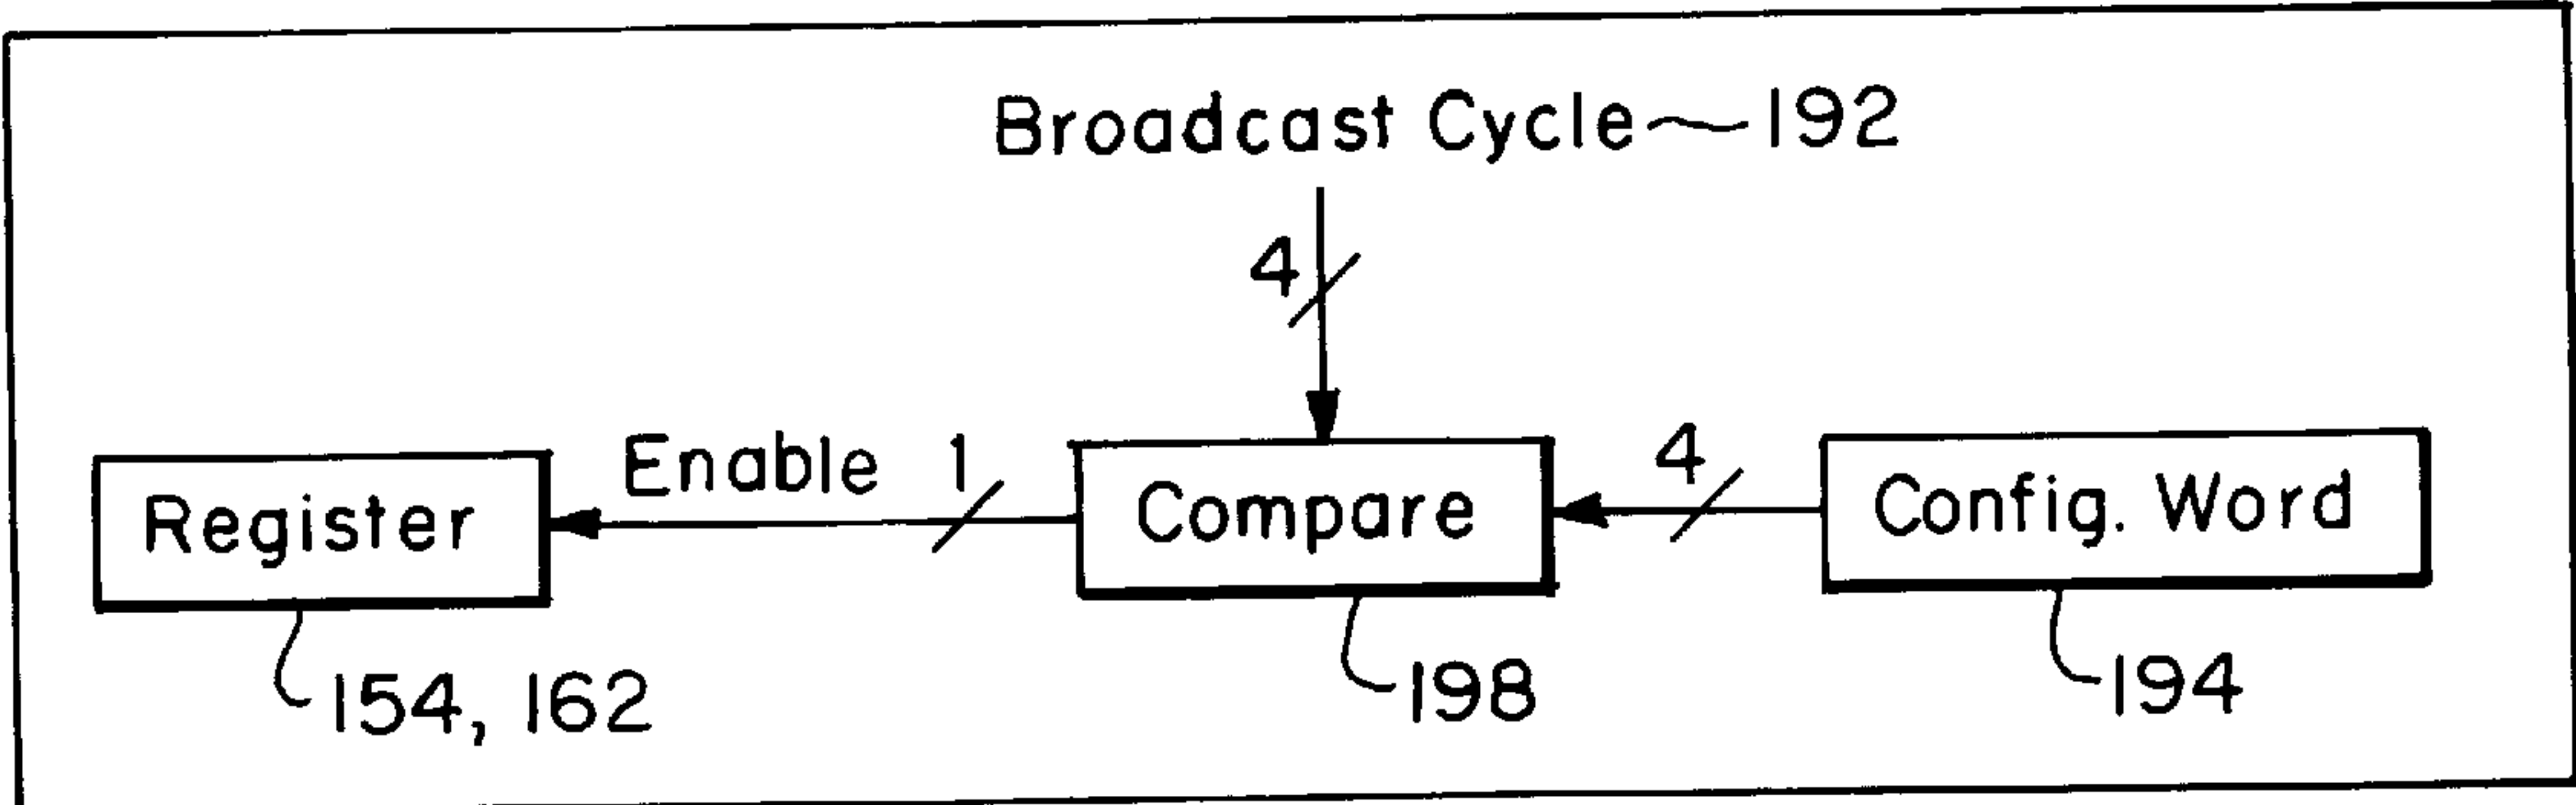 Broadcast Cycle 192
4
Enable 1
4
Register
Compare
Config. Word
154, 162
198
194